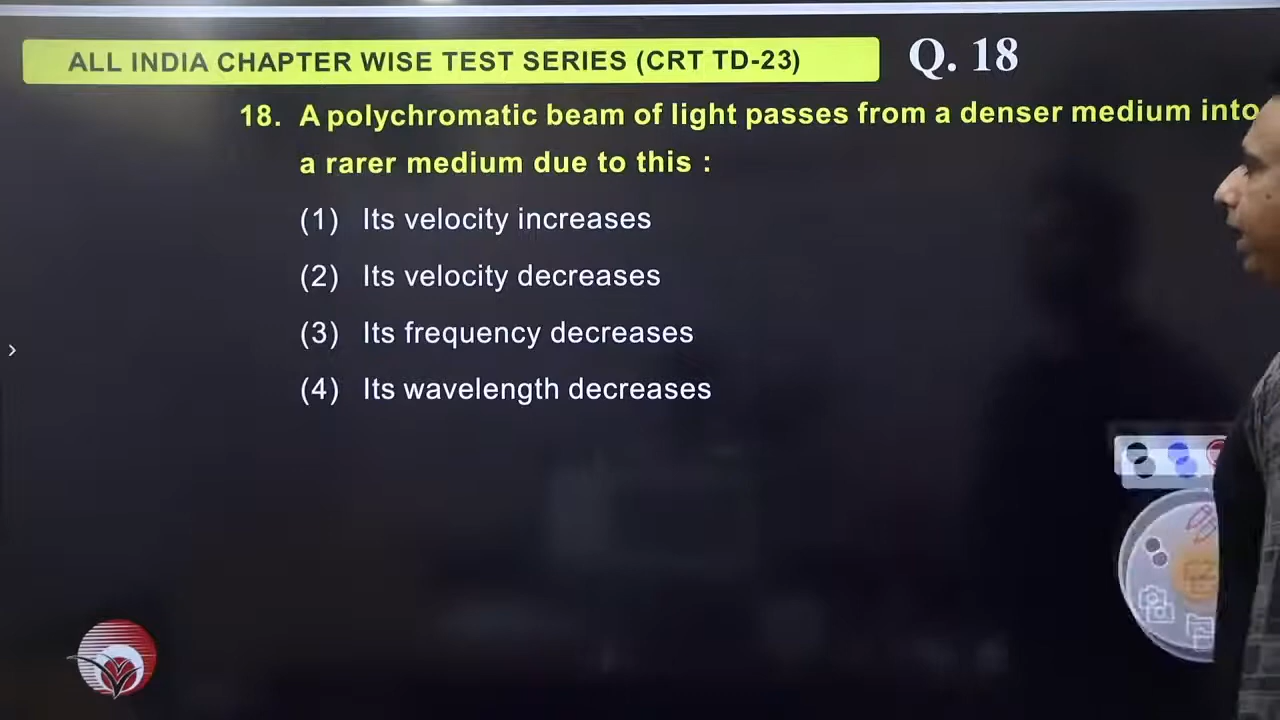 ALL INDIA CHAPTER WISE TEST SERIES (CRT TD-23)
Q. 18
18. A polychromatic beam of light passes from a denser medium into
a rarer medium due to this :
(1) Its velocity increases
(2) Its velocity decreases
(3) Its frequency decreases
(4) Its wavelength decreases